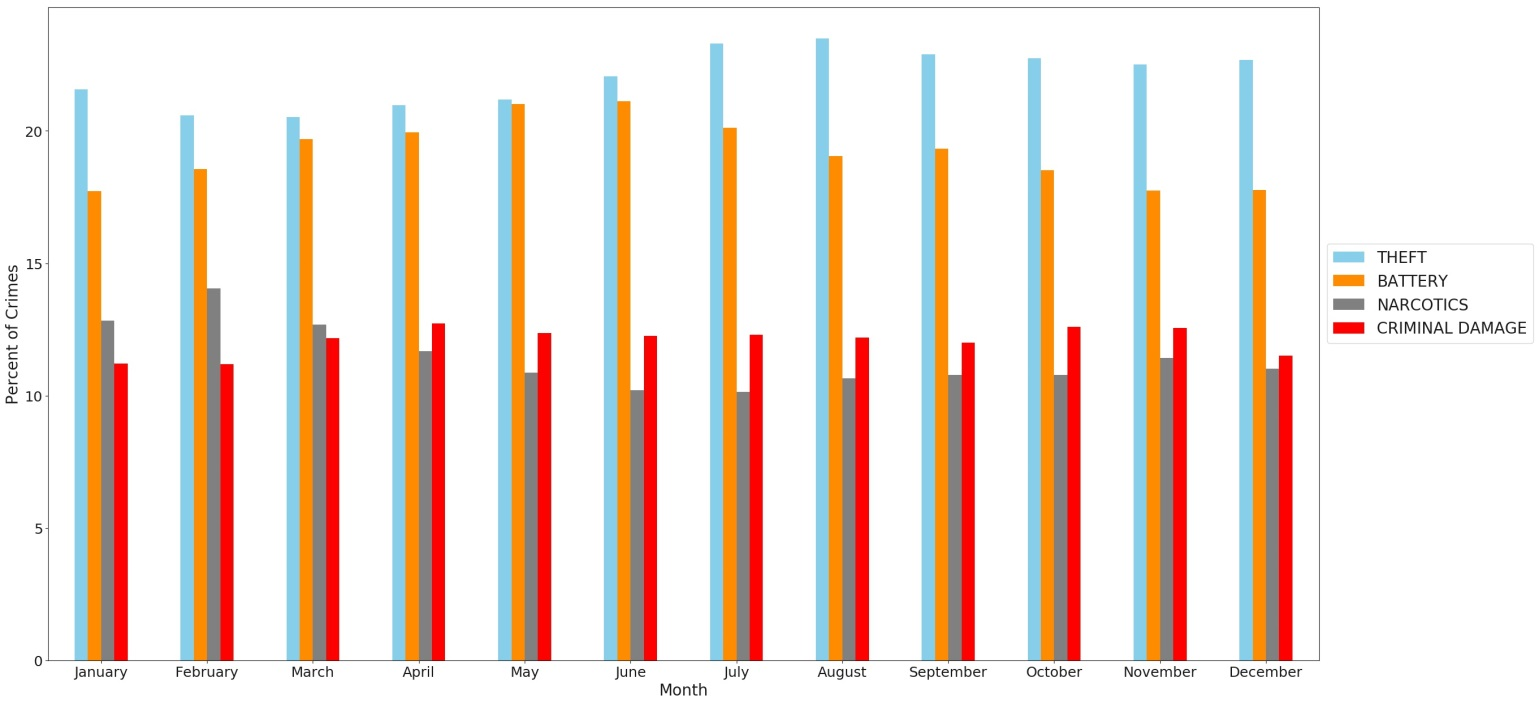 Percent of Crimes
20
15
10
5
0
January February March April May June July August September October November December
Month
THEFT
BATTERY
NARCOTICS
CRIMINAL DAMAGE